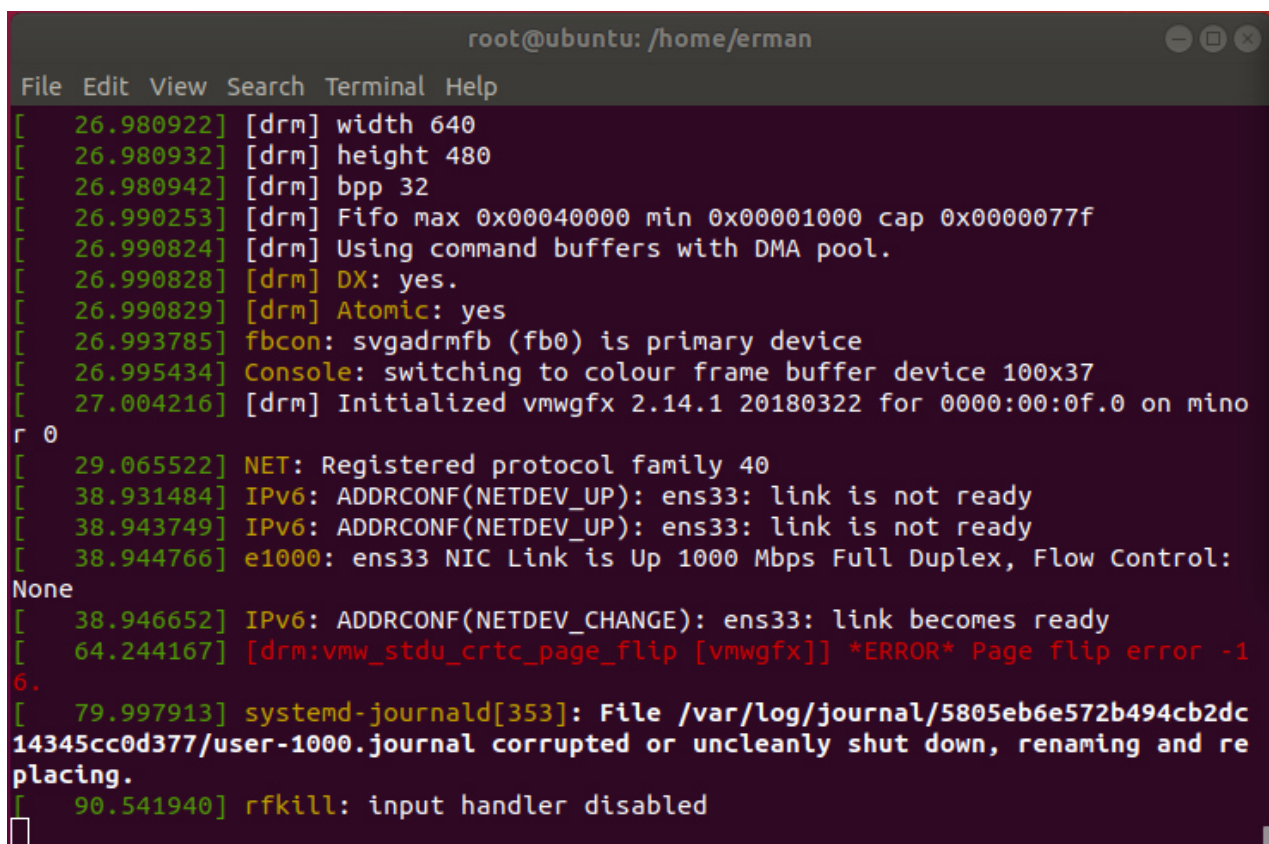 root@ubuntu: /home/erman
File Edit View Search Terminal Help
[   26.980922] [drm] width 640
[   26.980932] [drm] height 480
[   26.980942] [drm] bpp 32
[   26.990253] [drm] Fifo max 0x00040000 min 0x00001000 cap 0x0000077f
[   26.990824] [drm] Using command buffers with DMA pool.
[   26.990828] [drm] DX: yes.
[   26.990829] [drm] Atomic: yes
[   26.993785] fbcon: svgadrmfb (fb0) is primary device
[   26.995434] Console: switching to colour frame buffer device 100x37
[   27.004216] [drm] Initialized vmwgfx 2.14.1 20180322 for 0000:00:0f.0 on mino
r 0
[   29.065522] NET: Registered protocol family 40
[   38.931484] IPv6: ADDRCONF(NETDEV_UP): ens33: link is not ready
[   38.943749] IPv6: ADDRCONF(NETDEV_UP): ens33: link is not ready
[   38.944766] e1000: ens33 NIC Link is Up 1000 Mbps Full Duplex, Flow Control:
None
[   38.946652] IPv6: ADDRCONF(NETDEV_CHANGE): ens33: link becomes ready
[   64.244167] [drm:vmw_stdu_crtc_page_flip [vmwgfx]] *ERROR* Page flip error -1
6.
[   79.997913] systemd-journald[353]: File /var/log/journal/5805eb6e572b494cb2dc
14345cc0d377/user-1000.journal corrupted or uncleanly shut down, renaming and re
placing.
[   90.541940] rfkill: input handler disabled